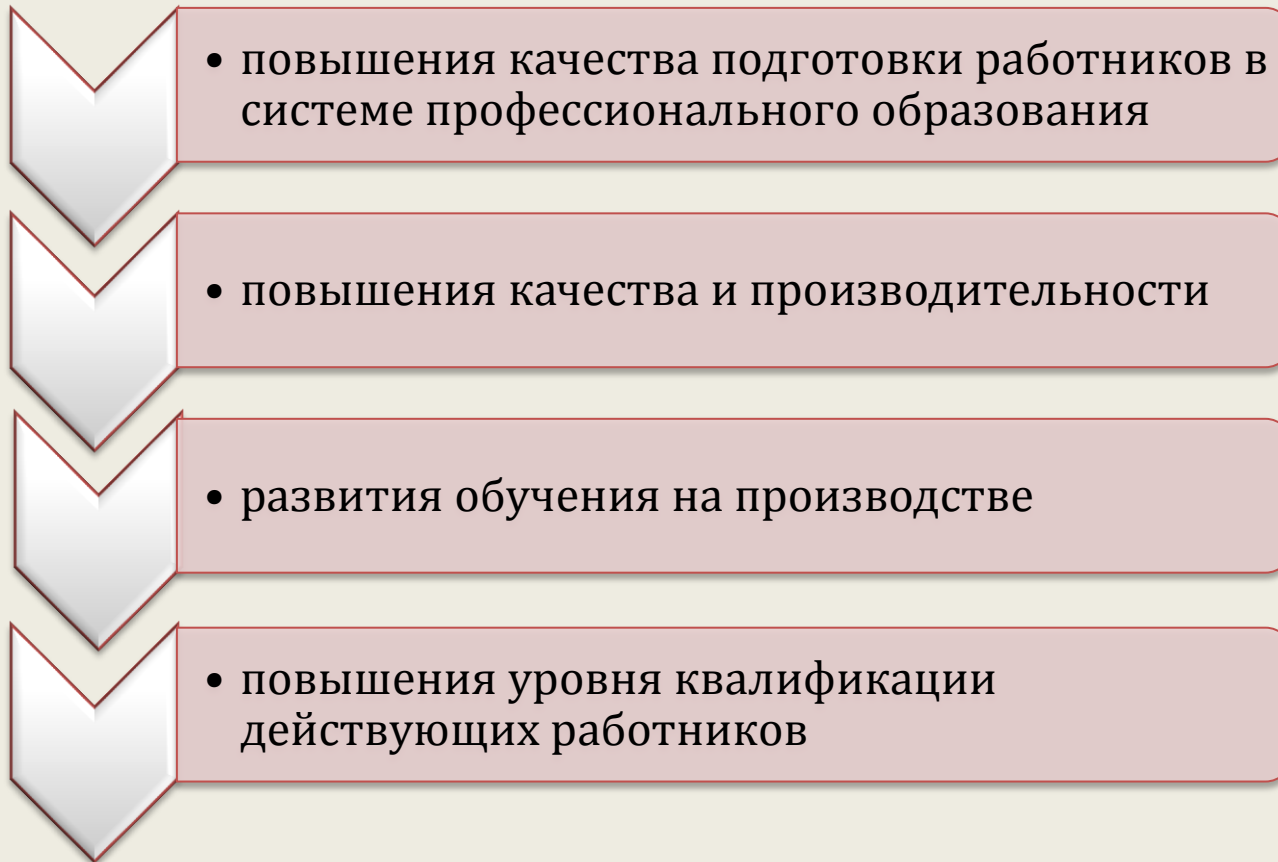 • повышения качества подготовки работников в
системе профессионального образования
• повышения качества и производительности
• развития обучения на производстве
• повышения уровня квалификации
действующих работников